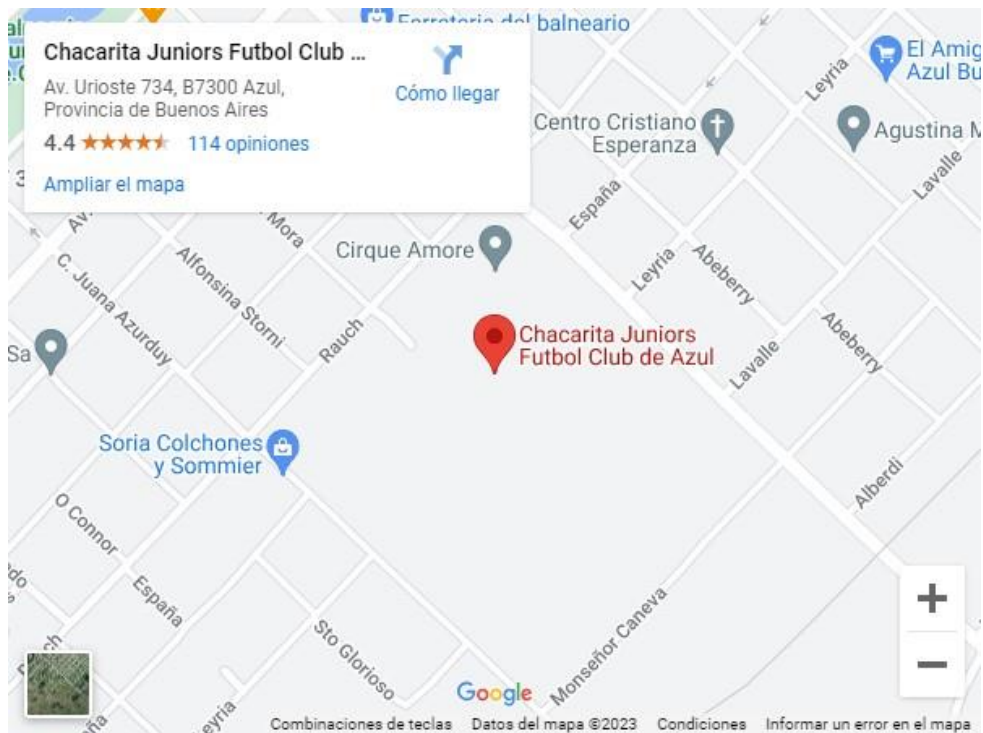 Ferreteria del balneario
Chacarita Juniors Futbol Club ...
Av. Urioste 734, B7300 Azul,
Provincia de Buenos Aires
4.4
114 opiniones
Cómo llegar
Ampliar el mapa
El Amig
Azul Bu
Leyria
Centro Cristiano
Esperanza
Agustina M
Lavalle
España
Mora
Av.
Cirque Amore
Alfonsina Storni
C. Juana Azurduy
Leyria
Abeberry
Rauch
Chacarita Juniors
Futbol Club de Azul
Abeberry
Sa
Lavalle
Soria Colchones
y Sommier
Alberdi
O Connor
España
Sto Glorioso
Monseñor Caneva
+
−
Google
Combinaciones de teclas
Datos del mapa ©2023
Condiciones
Informar un error en el mapa